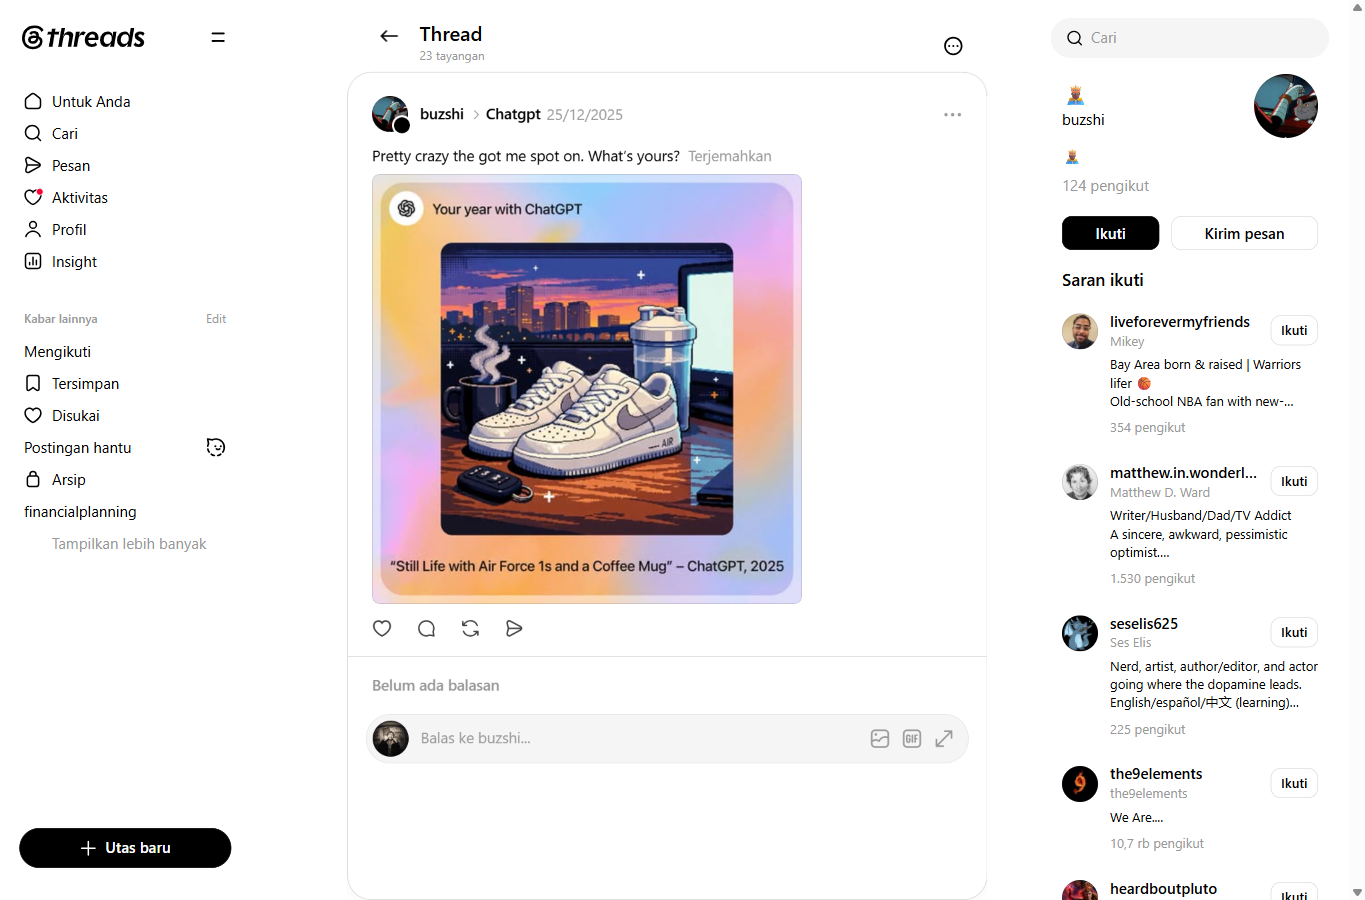 threads
Untuk Anda
Cari
Pesan
Aktivitas
Profil
Insight
Kabar lainnya
Edit
Mengikuti
Tersimpan
Disukai
Postingan hantu
Arsip
financialplanning
Tampilkan lebih banyak
Utas baru
Thread
23 tayangan
buzshi > Chatgpt 25/12/2025
Pretty crazy the got me spot on. What's yours? Terjemahkan
Your year with ChatGPT
AIR
"Still Life with Air Force 1s and a Coffee Mug" – ChatGPT, 2025
Belum ada balasan
Balas ke buzshi...
GIF
Cari
buzshi
124 pengikut
Ikuti
Kirim pesan
Saran ikuti
liveforevermyfriends
Mikey
Ikuti
Bay Area born & raised | Warriors
lifer 🏀
Old-school NBA fan with new-...
354 pengikut
matthew.in.wonderl...
Matthew D. Ward
Ikuti
Writer/Husband/Dad/TV Addict
A sincere, awkward, pessimistic
optimist....
1.530 pengikut
seselis625
Ses Elis
Ikuti
Nerd, artist, author/editor, and actor
going where the dopamine leads.
English/español/中文 (learning)...
225 pengikut
the9elements
the9elements
Ikuti
We Are....
10,7 rb pengikut
heardboutpluto
Ikuti